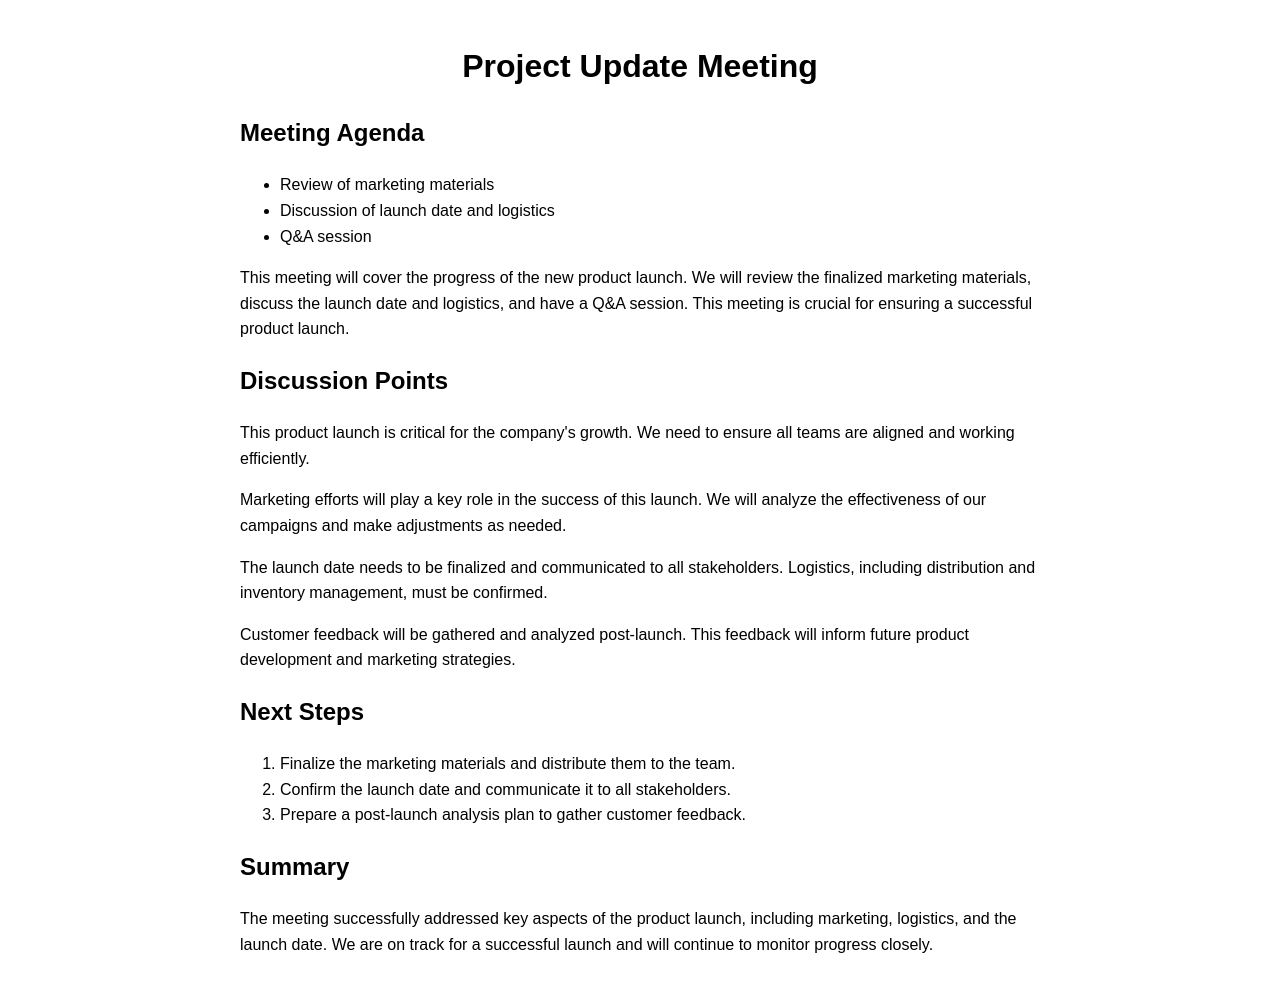 Project Update Meeting
Meeting Agenda
• Review of marketing materials
• Discussion of launch date and logistics
• Q&A session
This meeting will cover the progress of the new product launch. We will review the finalized marketing materials,
discuss the launch date and logistics, and have a Q&A session. This meeting is crucial for ensuring a successful
product launch.
Discussion Points
This product launch is critical for the company's growth. We need to ensure all teams are aligned and working
efficiently.
Marketing efforts will play a key role in the success of this launch. We will analyze the effectiveness of our
campaigns and make adjustments as needed.
The launch date needs to be finalized and communicated to all stakeholders. Logistics, including distribution and
inventory management, must be confirmed.
Customer feedback will be gathered and analyzed post-launch. This feedback will inform future product
development and marketing strategies.
Next Steps
1. Finalize the marketing materials and distribute them to the team.
2. Confirm the launch date and communicate it to all stakeholders.
3. Prepare a post-launch analysis plan to gather customer feedback.
Summary
The meeting successfully addressed key aspects of the product launch, including marketing, logistics, and the
launch date. We are on track for a successful launch and will continue to monitor progress closely.